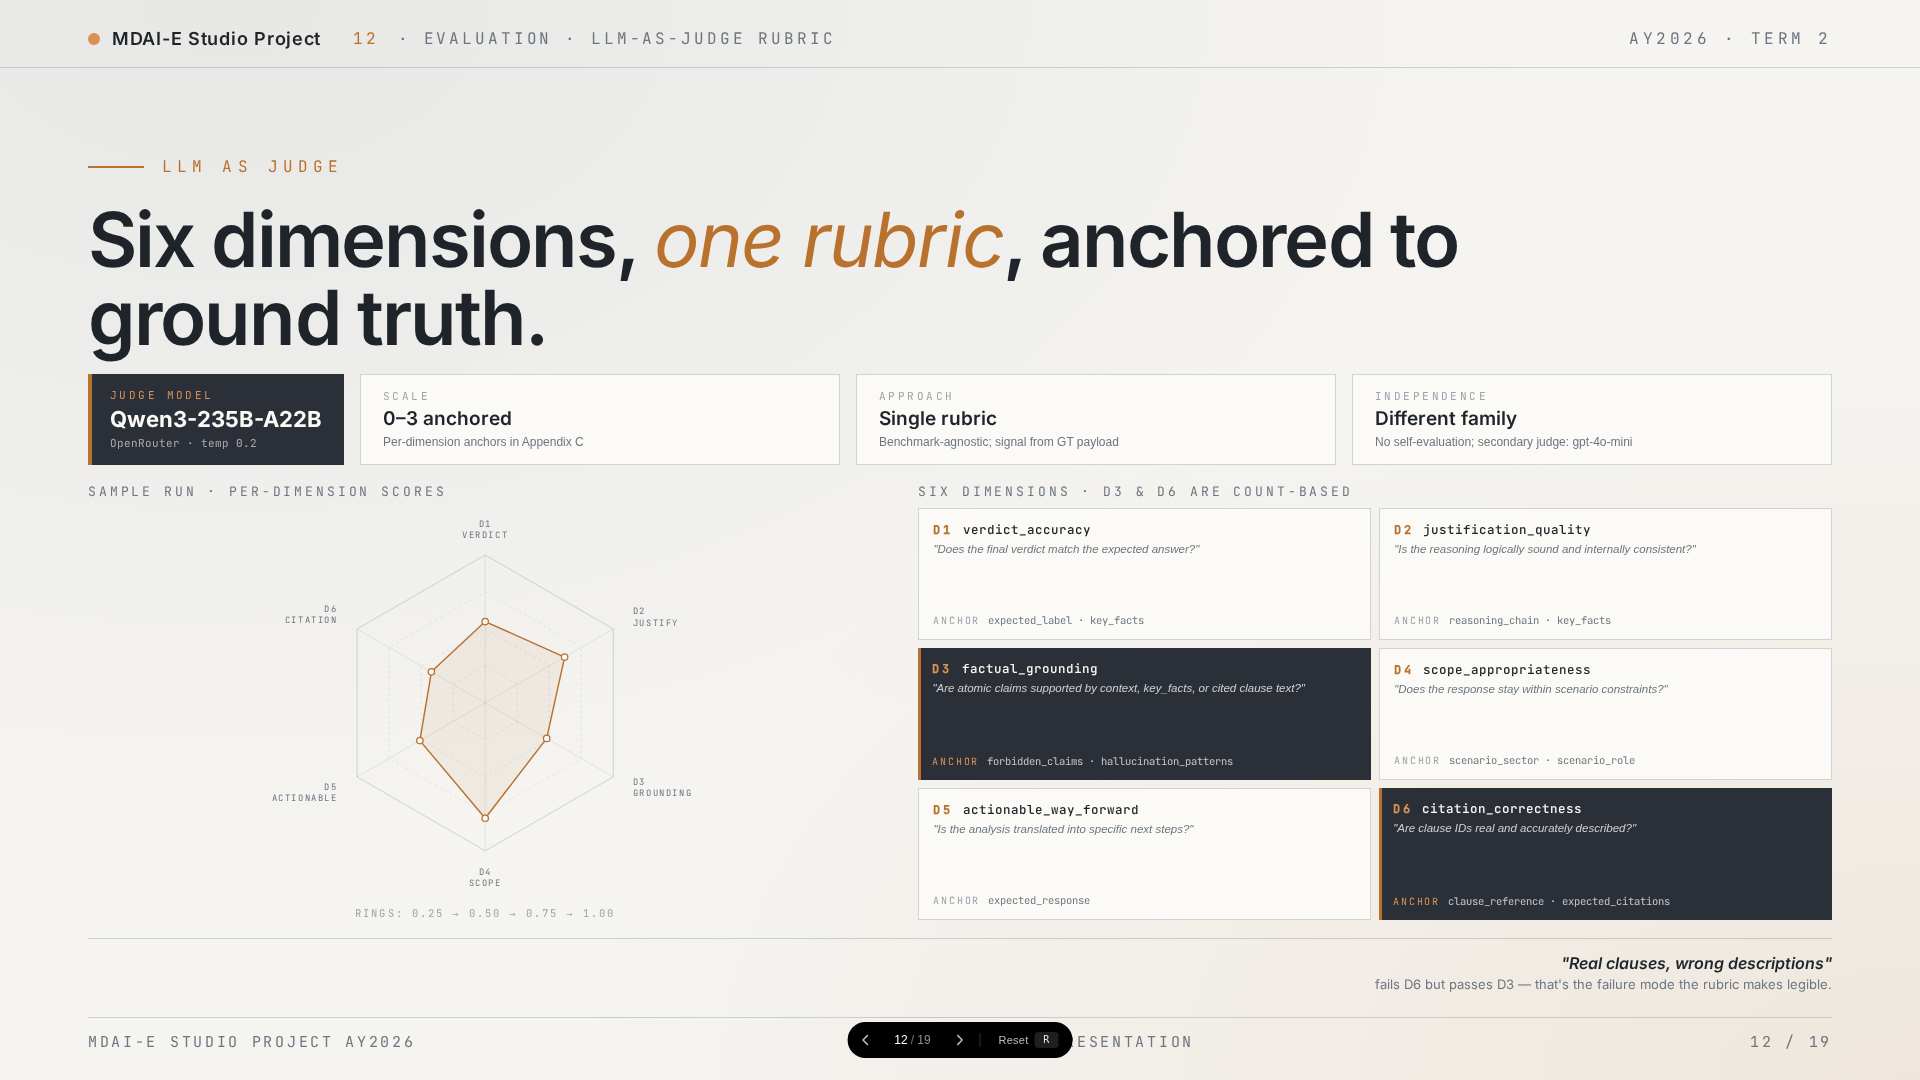 MDAI-E Studio Project 12 · EVALUATION · LLM-AS-JUDGE RUBRIC AY2026 · TERM 2
LLM AS JUDGE
Six dimensions, one rubric, anchored to
ground truth.
JUDGE MODEL
Qwen3-235B-A22B
OpenRouter · temp 0.2
SCALE
0–3 anchored
Per-dimension anchors in Appendix C
APPROACH
Single rubric
Benchmark-agnostic; signal from GT payload
INDEPENDENCE
Different family
No self-evaluation; secondary judge: gpt-4o-mini
SAMPLE RUN · PER-DIMENSION SCORES
D1
VERDICT
D2
JUSTIFY
D3
GROUNDING
D4
SCOPE
D5
ACTIONABLE
D6
CITATION
RINGS: 0.25 → 0.50 → 0.75 → 1.00
SIX DIMENSIONS · D3 & D6 ARE COUNT-BASED
D1 verdict_accuracy
"Does the final verdict match the expected answer?"
ANCHOR expected_label · key_facts
D2 justification_quality
"Is the reasoning logically sound and internally consistent?"
ANCHOR reasoning_chain · key_facts
D3 factual_grounding
"Are atomic claims supported by context, key_facts, or cited clause text?"
ANCHOR forbidden_claims · hallucination_patterns
D4 scope_appropriateness
"Does the response stay within scenario constraints?"
ANCHOR scenario_sector · scenario_role
D5 actionable_way_forward
"Is the analysis translated into specific next steps?"
ANCHOR expected_response
D6 citation_correctness
"Are clause IDs real and accurately described?"
ANCHOR clause_reference · expected_citations
"Real clauses, wrong descriptions"
fails D6 but passes D3 — that's the failure mode the rubric makes legible.
MDAI-E STUDIO PROJECT AY2026
12 / 19 Reset R
ESENTATION
12 / 19